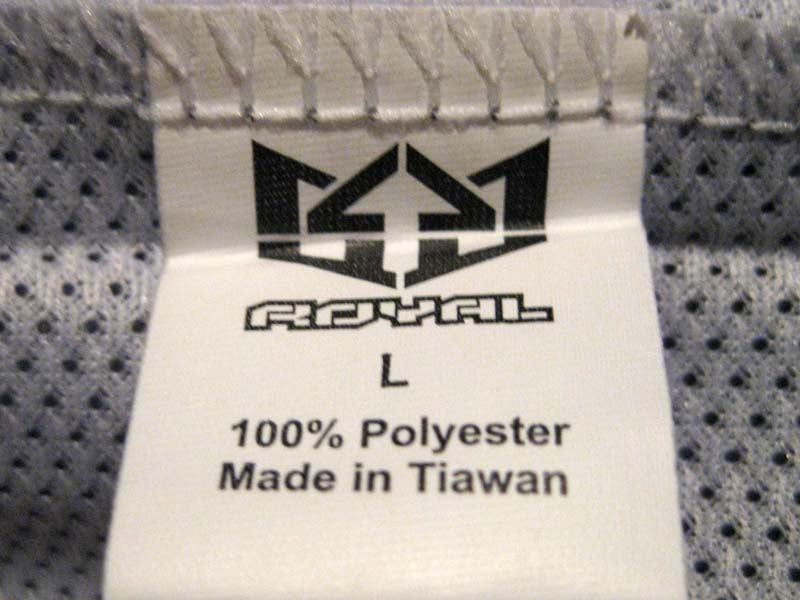 ROYAL
L
100% Polyester
Made in Tiawan